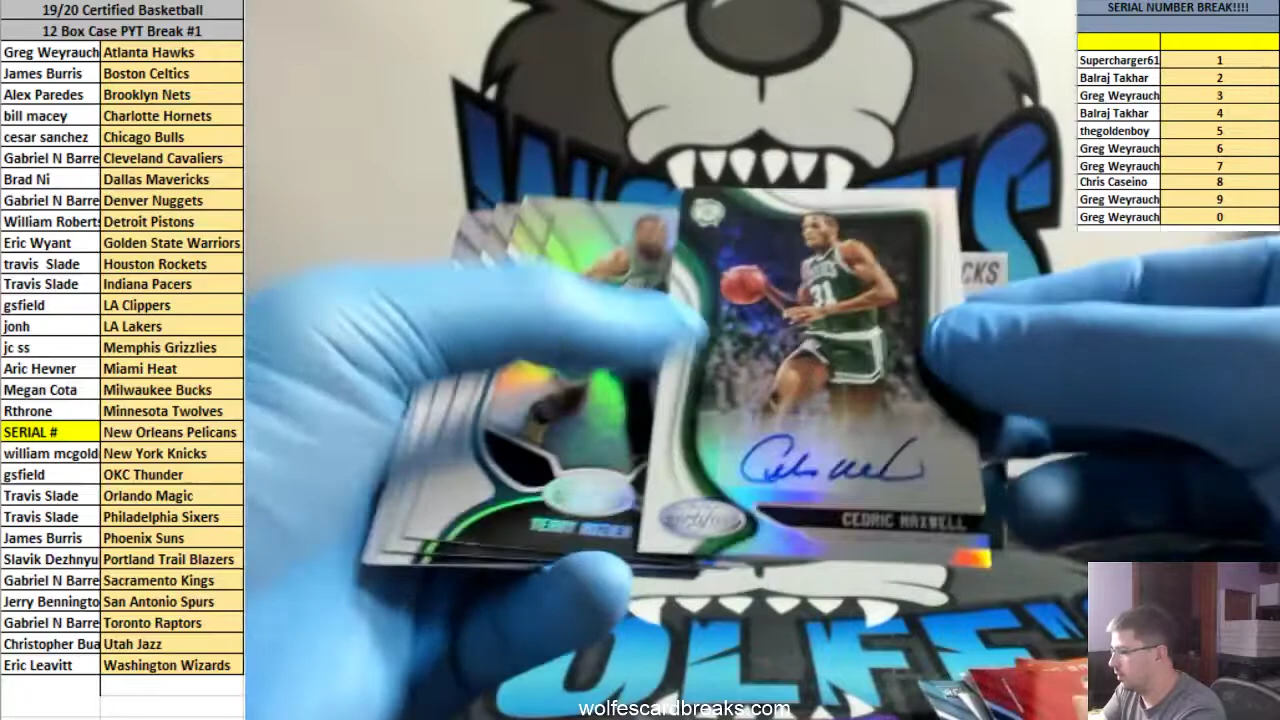 19/20 Certified Basketball
12 Box Case PYT Break #1
Greg Weyrauch Atlanta Hawks
James Burris Boston Celtics
Alex Paredes Brooklyn Nets
bill macey Charlotte Hornets
cesar sanchez Chicago Bulls
Gabriel N Barre Cleveland Cavaliers
Brad Ni Dallas Mavericks
Gabriel N Barre Denver Nuggets
William Roberts Detroit Pistons
Eric Wyant Golden State Warriors
travis Slade Houston Rockets
Travis Slade Indiana Pacers
gsfield LA Clippers
jonh LA Lakers
jc ss Memphis Grizzlies
Aric Hevner Miami Heat
Megan Cota Milwaukee Bucks
Rthrone Minnesota Twolves
SERIAL # New Orleans Pelicans
william mcgold New York Knicks
gsfield OKC Thunder
Travis Slade Orlando Magic
Travis Slade Philadelphia Sixers
James Burris Phoenix Suns
Slavik Dezhnyu Portland Trail Blazers
Gabriel N Barre Sacramento Kings
Jerry Benningto San Antonio Spurs
Gabriel N Barre Toronto Raptors
Christopher Bua Utah Jazz
Eric Leavitt Washington Wizards
31
CEDRIC MAXWELL
CKS
OLFE'
wolfescardbreaks.com
SERIAL NUMBER BREAK!!!!
Supercharger61 1
Balraj Takhar 2
Greg Weyrauch 3
Balraj Takhar 4
thegoldenboy 5
Greg Weyrauch 6
Greg Weyrauch 7
Chris Caseino 8
Greg Weyrauch 9
Greg Weyrauch 0